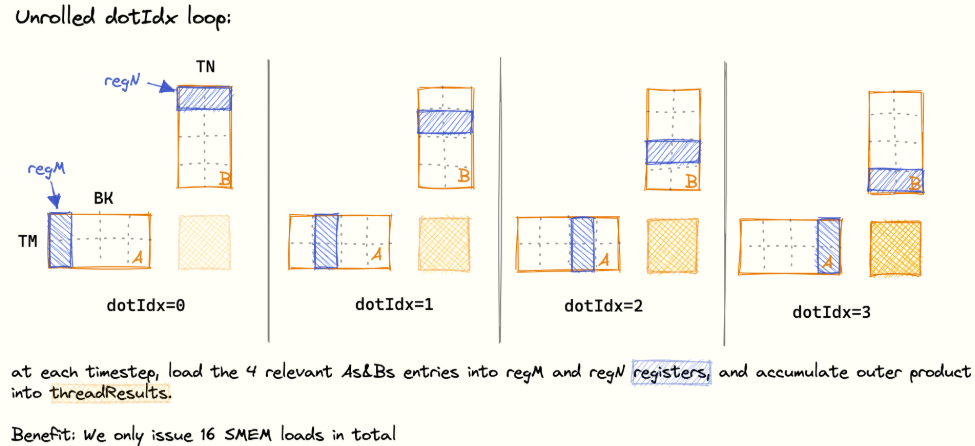 Unrolled dotIdx loop:
TN
regN
B
regM
BK
TM
A
dotIdx=0
B
A
dotIdx=1
B
A
dotIdx=2
B
A
dotIdx=3
at each timestep, load the 4 relevant As&Bs entries into regM and regN registers, and accumulate outer product
into threadResults.
Benefit: We only issue 16 SMEM loads in total